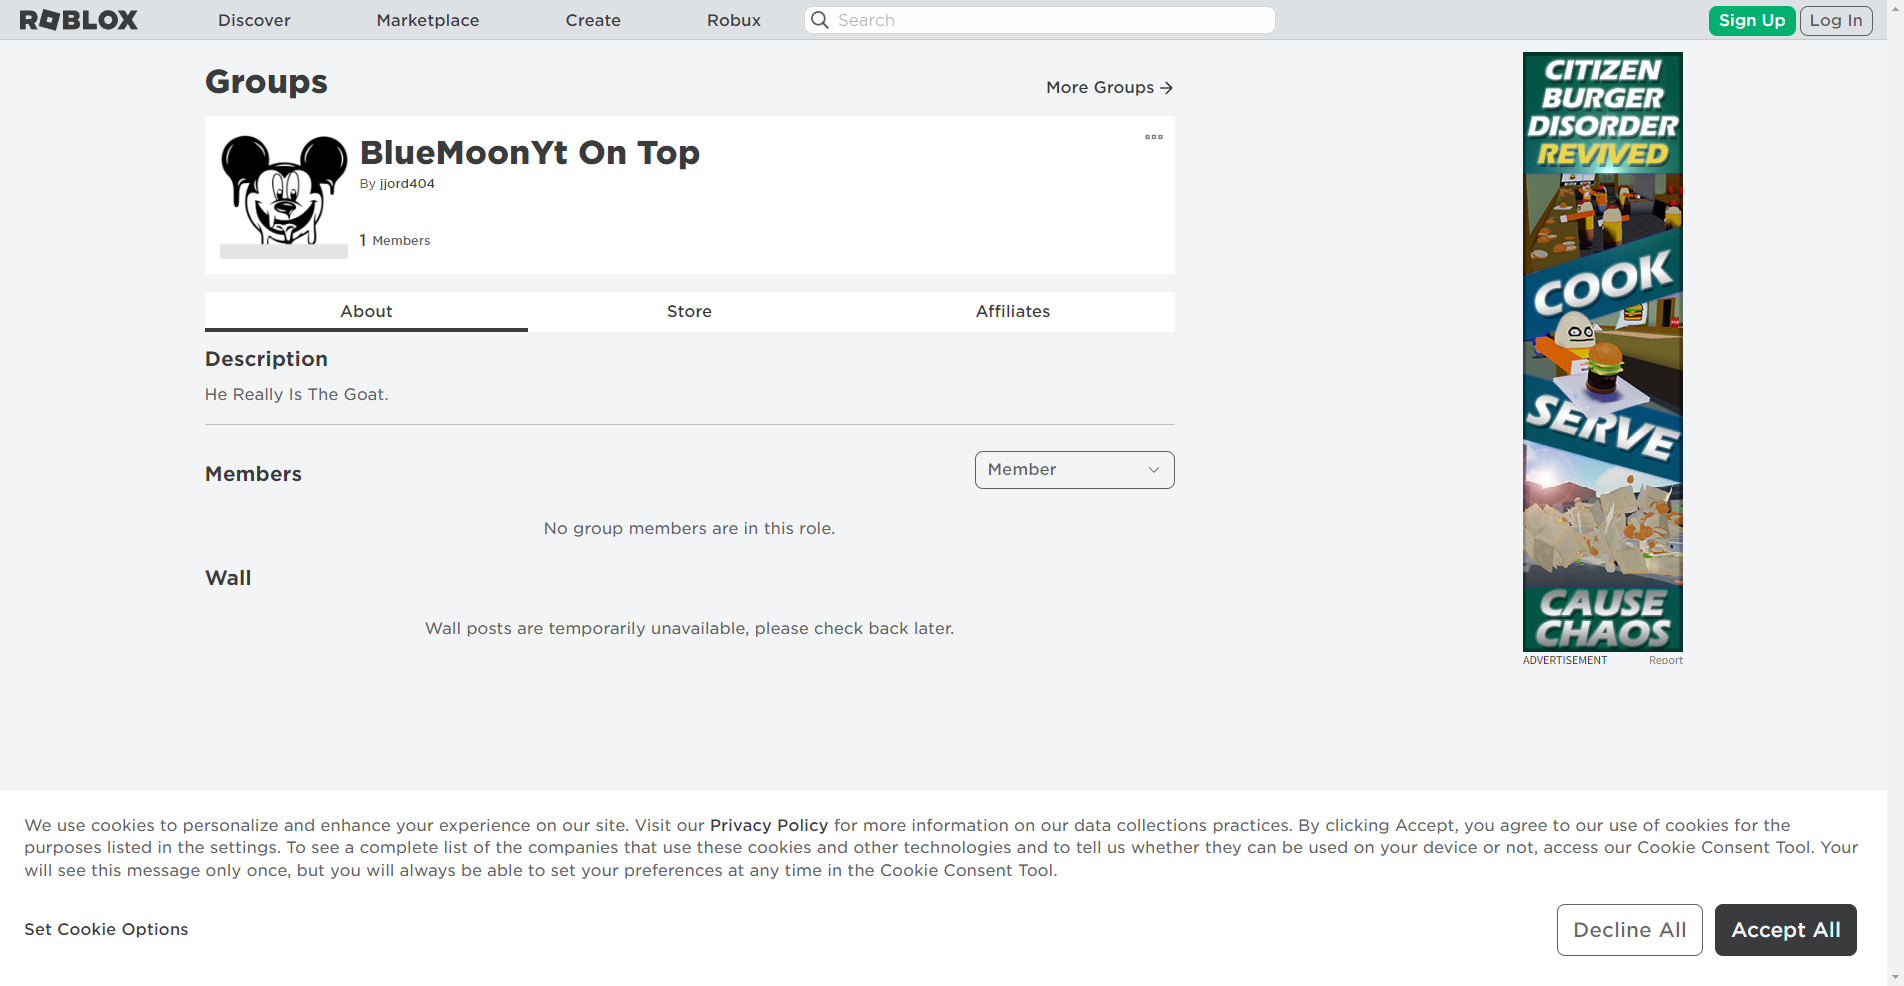 ROBLOX
Discover
Marketplace
Create
Robux
Search
Sign Up
Log In
Groups
More Groups
BlueMoonYt On Top
By jjord404
1 Members
About
Store
Affiliates
Description
He Really Is The Goat.
Members
Member
No group members are in this role.
Wall
Wall posts are temporarily unavailable, please check back later.
CITIZEN
BURGER
DISORDER
REVIVED
COOK
SERVE
CAUSE
CHAOS
ADVERTISEMENT
Report
We use cookies to personalize and enhance your experience on our site. Visit our Privacy Policy for more information on our data collections practices. By clicking Accept, you agree to our use of cookies for the
purposes listed in the settings. To see a complete list of the companies that use these cookies and other technologies and to tell us whether they can be used on your device or not, access our Cookie Consent Tool. Your
will see this message only once, but you will always be able to set your preferences at any time in the Cookie Consent Tool.
Set Cookie Options
Decline All
Accept All